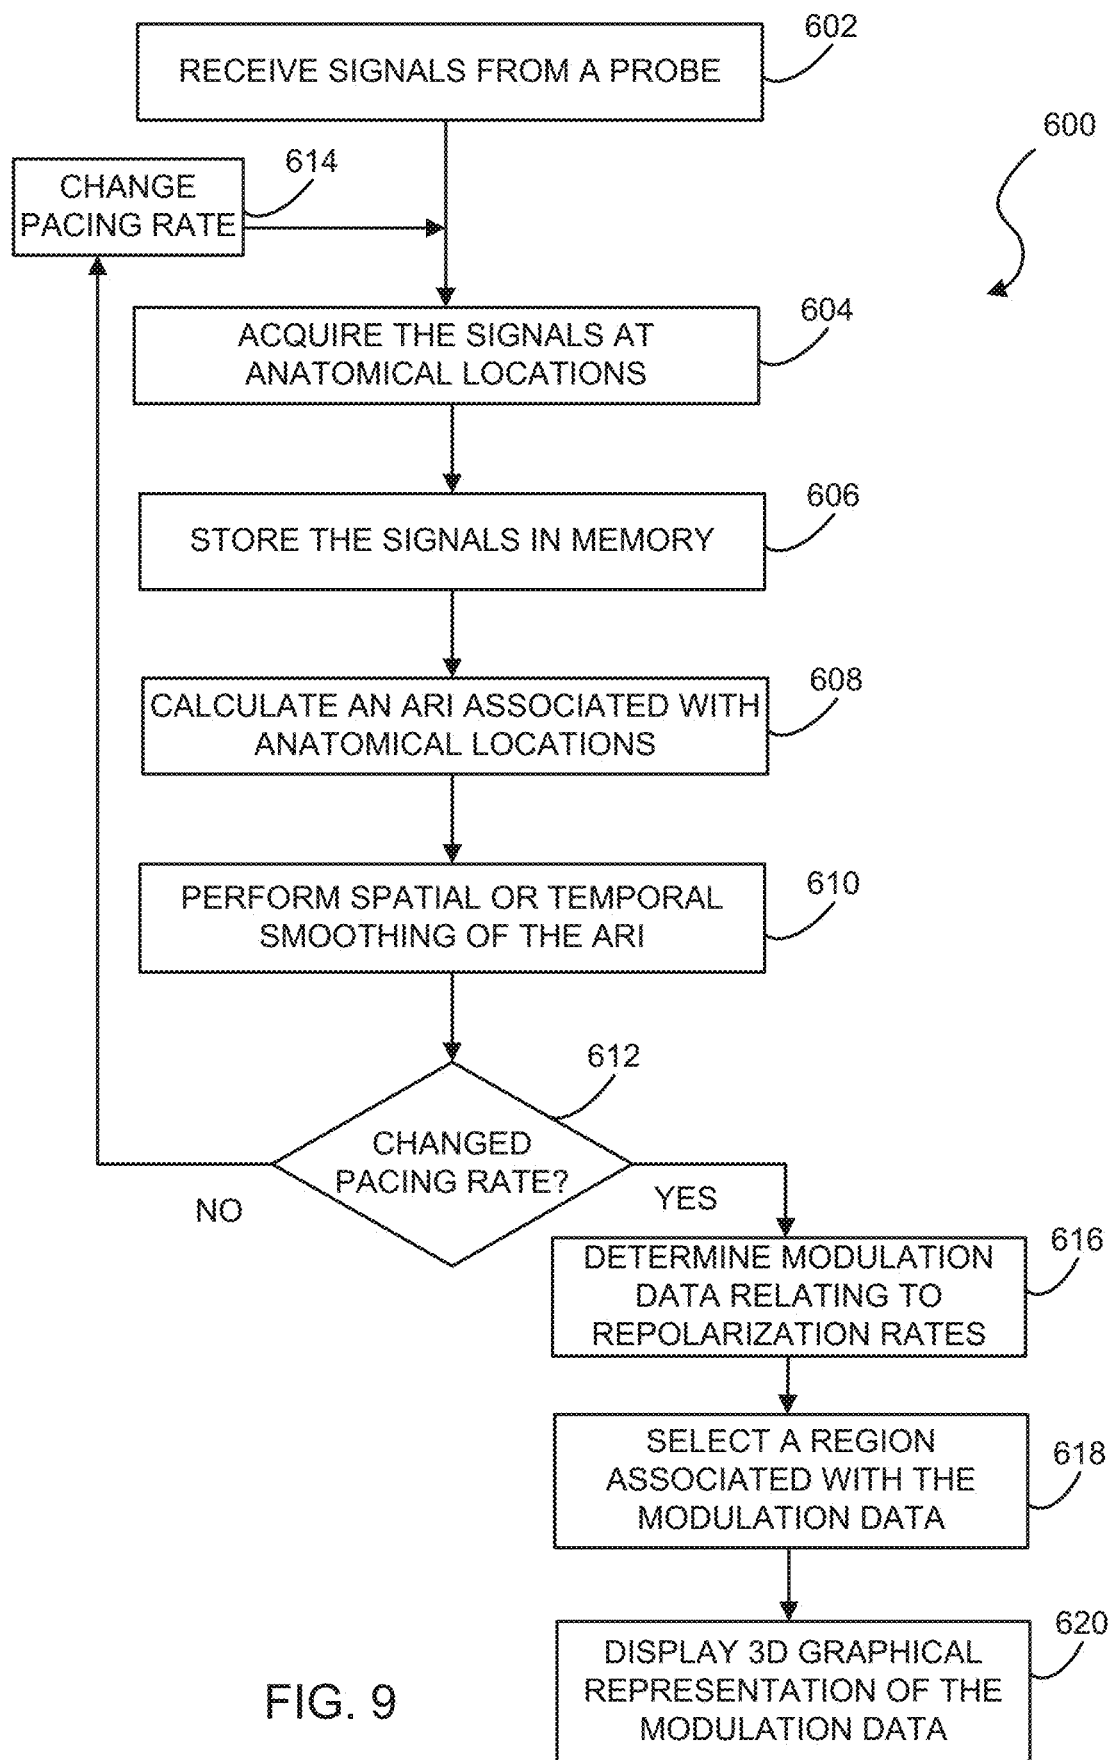 602
RECEIVE SIGNALS FROM A PROBE
600
614
CHANGE
PACING RATE
604
ACQUIRE THE SIGNALS AT
ANATOMICAL LOCATIONS
606
STORE THE SIGNALS IN MEMORY
608
CALCULATE AN ARI ASSOCIATED WITH
ANATOMICAL LOCATIONS
610
PERFORM SPATIAL OR TEMPORAL
SMOOTHING OF THE ARI
612
CHANGED
PACING RATE?
NO
YES
616
DETERMINE MODULATION
DATA RELATING TO
REPOLARIZATION RATES
618
SELECT A REGION
ASSOCIATED WITH THE
MODULATION DATA
620
DISPLAY 3D GRAPHICAL
REPRESENTATION OF THE
MODULATION DATA
FIG. 9